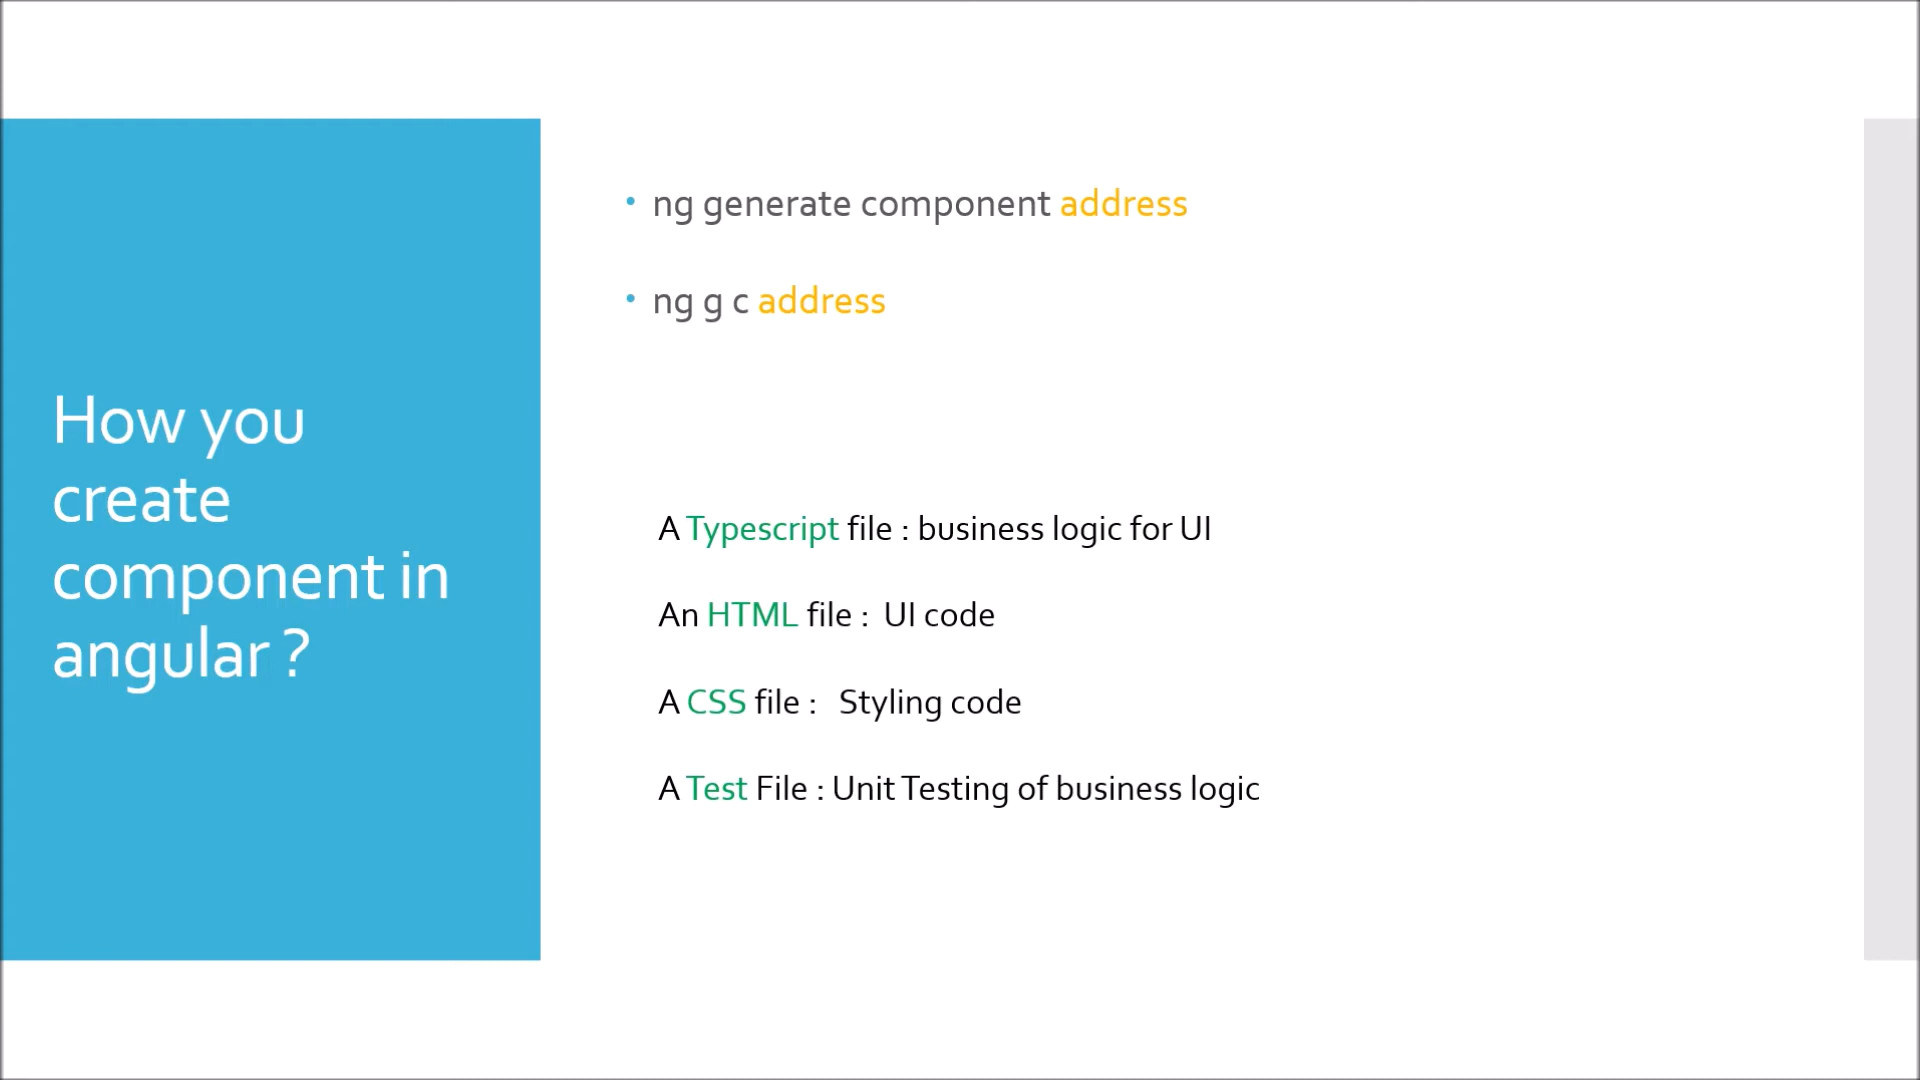 How you
create
component in
angular ?
• ng generate component address
• ng g c address
A Typescript file : business logic for UI
An HTML file :  UI code
A CSS file :   Styling code
A Test File : Unit Testing of business logic